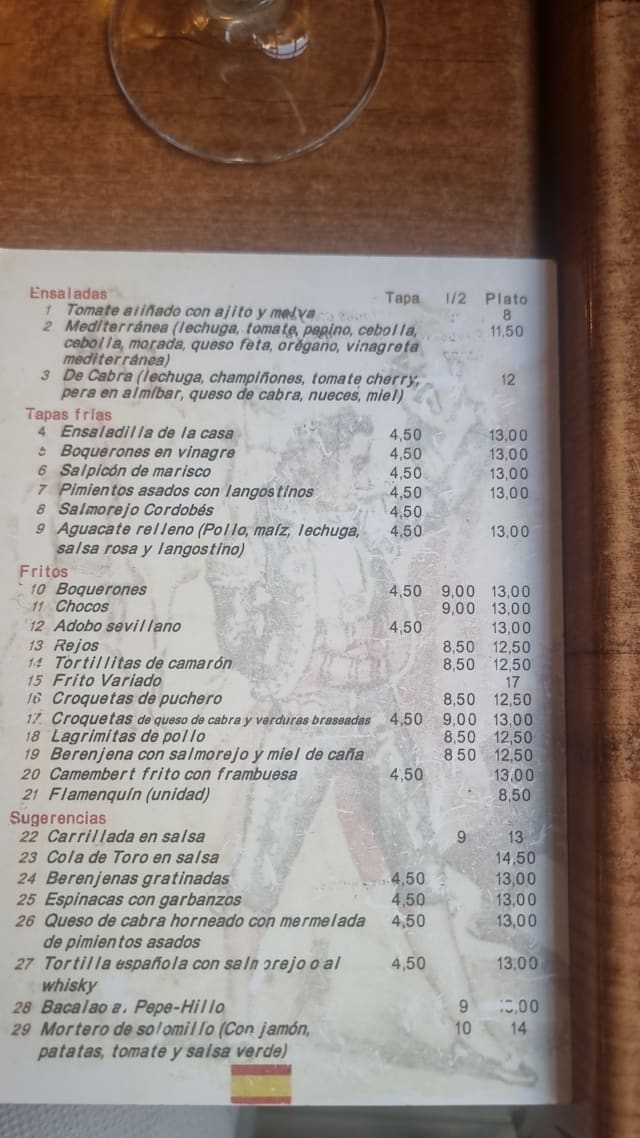 Ensaladas Tapa 1/2 Plato
1 Tomate aliñado con ajito y melva 8
2 Mediterránea (lechuga, tomate, pepino, cebolla, 11,50
cebolla, morada, queso feta, orégano, vinagreta
mediterránea)
3 De Cabra (lechuga, champiñones, tomate cherry, 12
pera en almíbar, queso de cabra, nueces, miel)
Tapas frías
4 Ensaladilla de la casa 4,50 13,00
5 Boquerones en vinagre 4,50 13,00
6 Salpicón de marisco 4,50 13,00
7 Pimientos asados con langostinos 4,50 13,00
8 Salmorejo Cordobés 4,50
9 Aguacate relleno (Pollo, maíz, lechuga, 4,50 13,00
salsa rosa y langostino)
Fritos
10 Boquerones 4,50 9,00 13,00
11 Chocos 9,00 13,00
12 Adobo sevillano 4,50 13,00
13 Rejos 8,50 12,50
14 Tortillitas de camarón 8,50 12,50
15 Frito Variado 17
16 Croquetas de puchero 8,50 12,50
17 Croquetas de queso de cabra y verduras braseadas 4,50 9,00 13,00
18 Lagrimitas de pollo 8,50 12,50
19 Berenjena con salmorejo y miel de caña 8 50 12,50
20 Camembert frito con frambuesa 4,50 13,00
21 Flamenquín (unidad) 8,50
Sugerencias
22 Carrillada en salsa 9 13
23 Cola de Toro en salsa 14,50
24 Berenjenas gratinadas 4,50 13,00
25 Espinacas con garbanzos 4,50 13,00
26 Queso de cabra horneado con mermelada 4,50 13,00
de pimientos asados
27 Tortilla española con salmorejo o al 4,50 13,00
whisky
28 Bacalao Pepe-Hillo 9
29 Mortero de solomillo (Con jamón, 10 14
patatas, tomate y salsa verde)